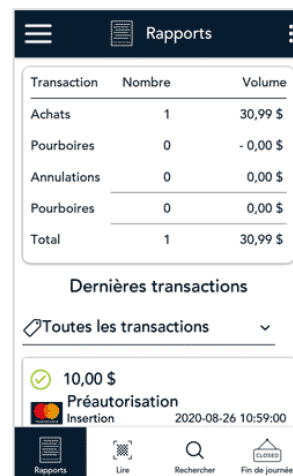 Rapports
Transaction Nombre Volume
Achats 1 30,99 $
Pourboires 0 - 0,00 $
Annulations 0 0,00 $
Pourboires 0 0,00 $
Total 1 30,99 $
Dernières transactions
Toutes les transactions
10,00 $
Préautorisation
Insertion 2020-08-26 10:59:00
CLOSED
Rapports Lire Rechercher Fin de journée